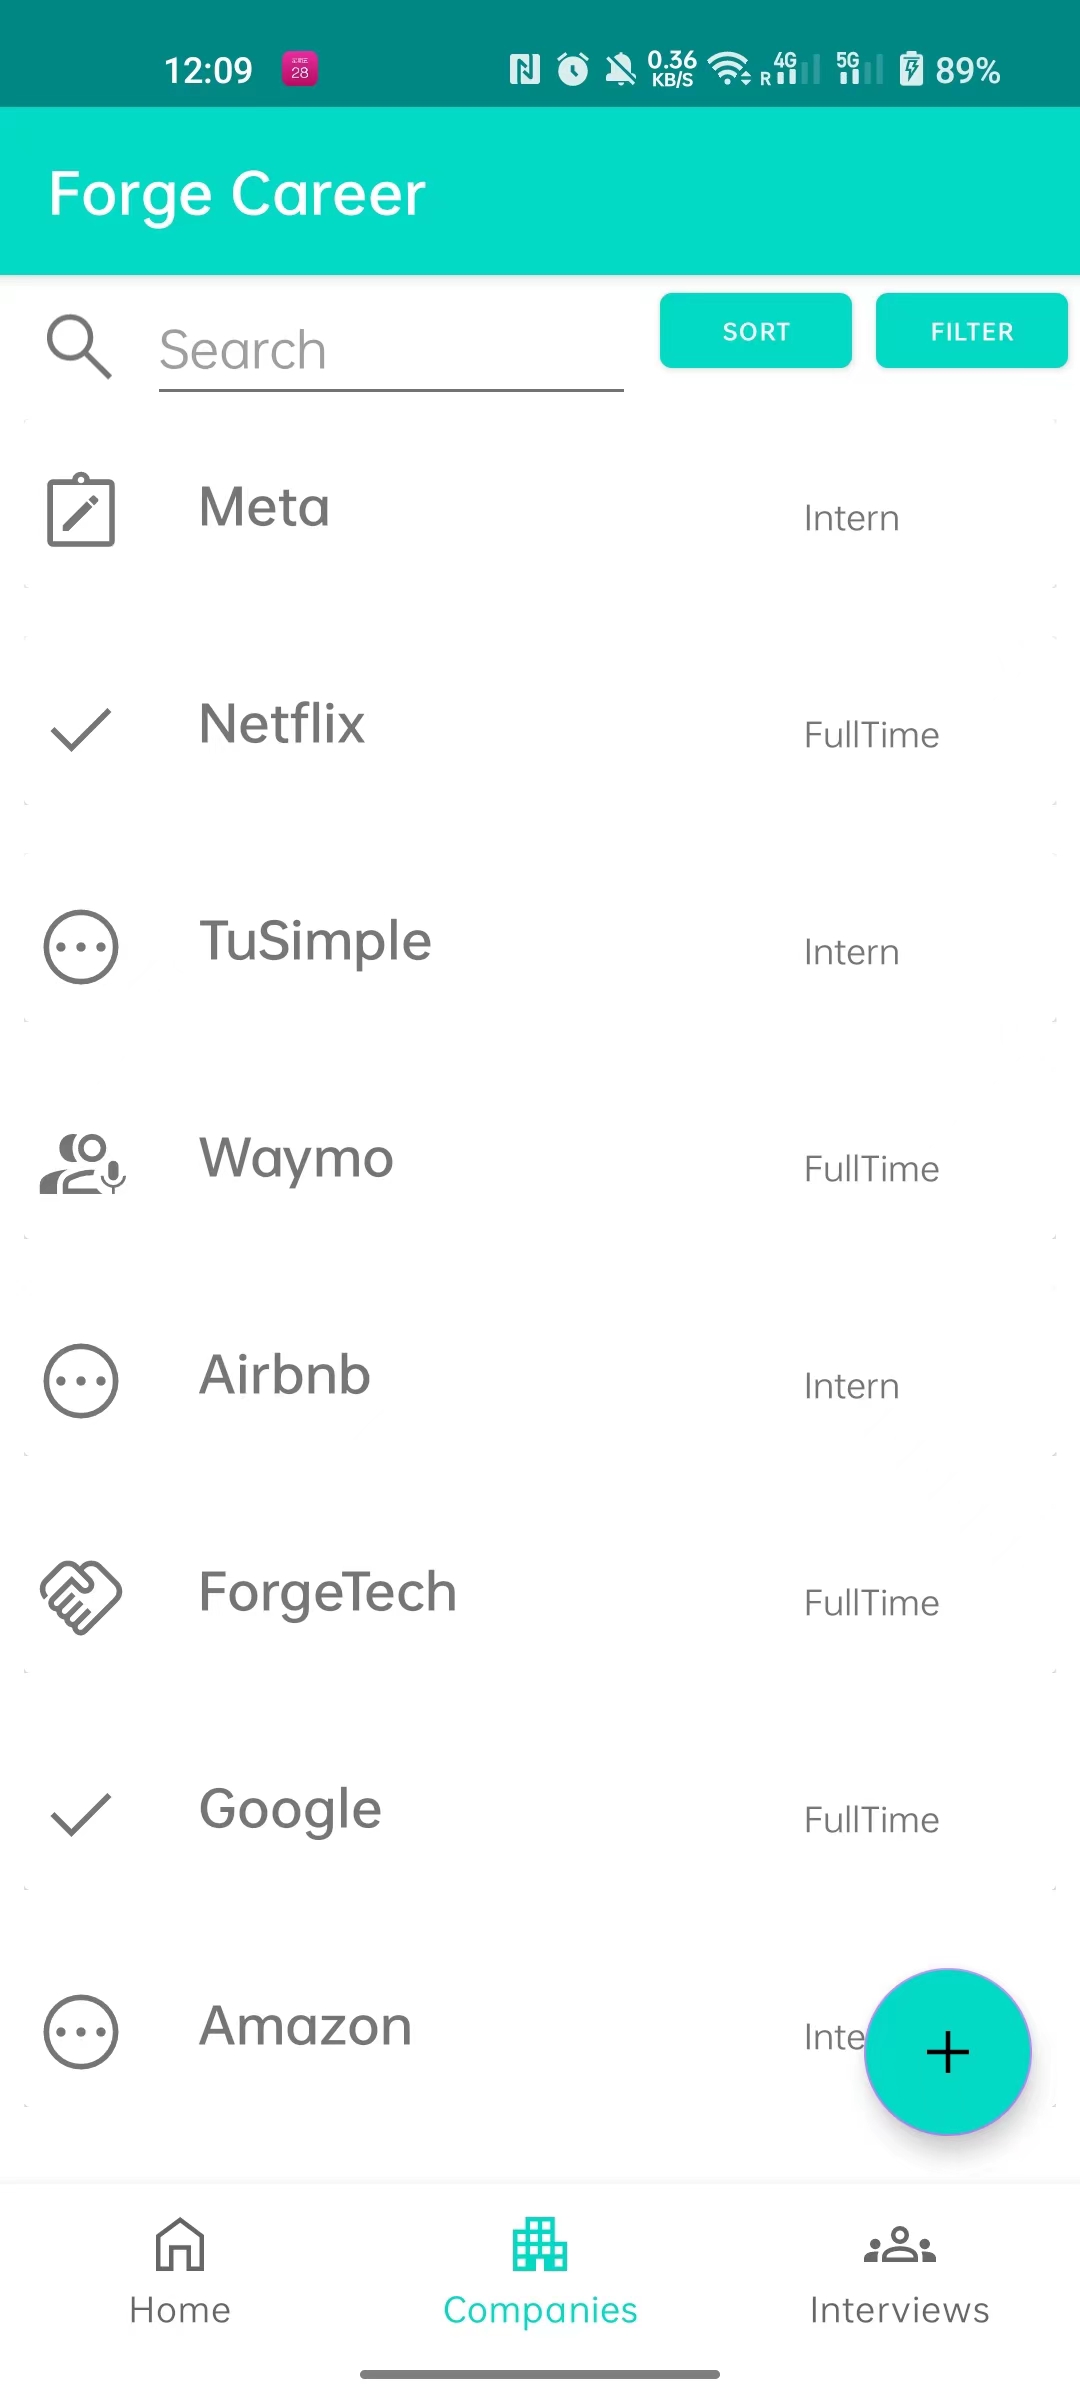 12:09 28 0.36 KB/S R 4G 5G 89%
Forge Career
Search SORT FILTER
Meta Intern
Netflix FullTime
TuSimple Intern
Waymo FullTime
Airbnb Intern
ForgeTech FullTime
Google FullTime
Amazon Inte
Home Companies Interviews